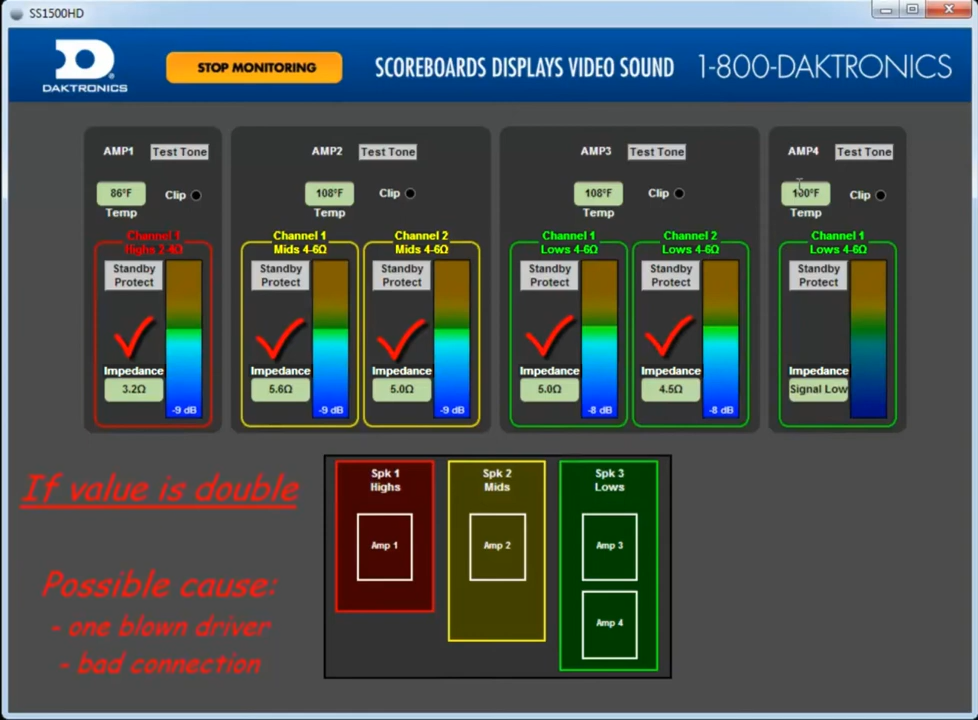 SS1500HD
DAKTRONICS
STOP MONITORING
SCOREBOARDS DISPLAYS VIDEO SOUND
1-800-DAKTRONICS
AMP1 Test Tone
86°F Clip
Temp
Channel 1
Highs 2-4Ω
Standby
Protect
Impedance
3.2Ω
-9 dB
AMP2 Test Tone
108°F Clip
Temp
Channel 1
Mids 4-6Ω
Standby
Protect
Impedance
5.6Ω
-9 dB
Channel 2
Mids 4-6Ω
Standby
Protect
Impedance
5.0Ω
-9 dB
AMP3 Test Tone
108°F Clip
Temp
Channel 1
Lows 4-6Ω
Standby
Protect
Impedance
5.0Ω
-8 dB
Channel 2
Lows 4-6Ω
Standby
Protect
Impedance
4.5Ω
-8 dB
AMP4 Test Tone
Clip
Temp
Channel 1
Lows 4-6Ω
Standby
Protect
Impedance
Signal Low
If value is double
Possible cause:
- one blown driver
- bad connection
Spk 1
Highs
Amp 1
Spk 2
Mids
Amp 2
Spk 3
Lows
Amp 3
Amp 4